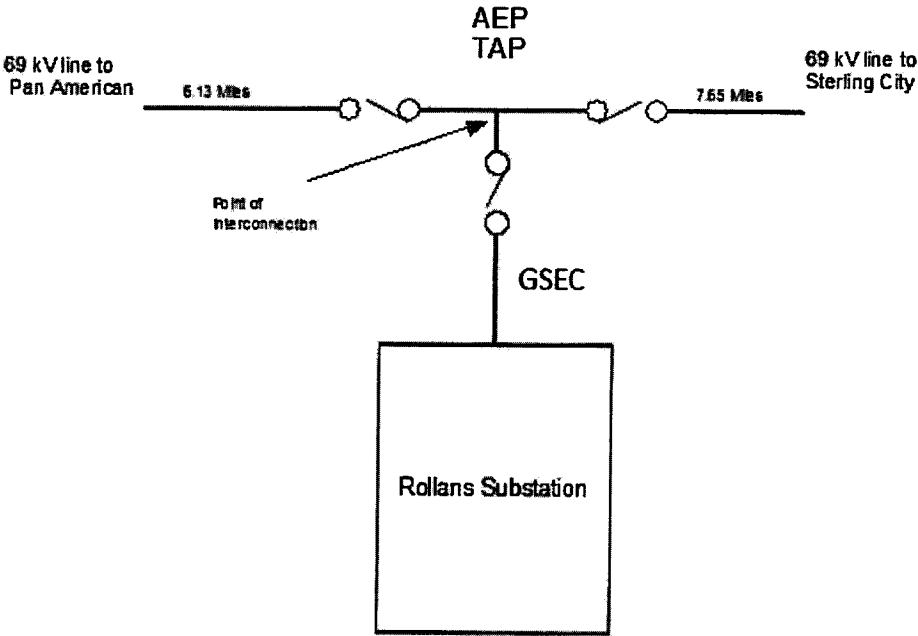 AEP
TAP
69 kV line to
Pan American
69 kV line to
Sterling City
6.13 Miles
7.65 Miles
Point of
Interconnection
GSEC
Rollans Substation